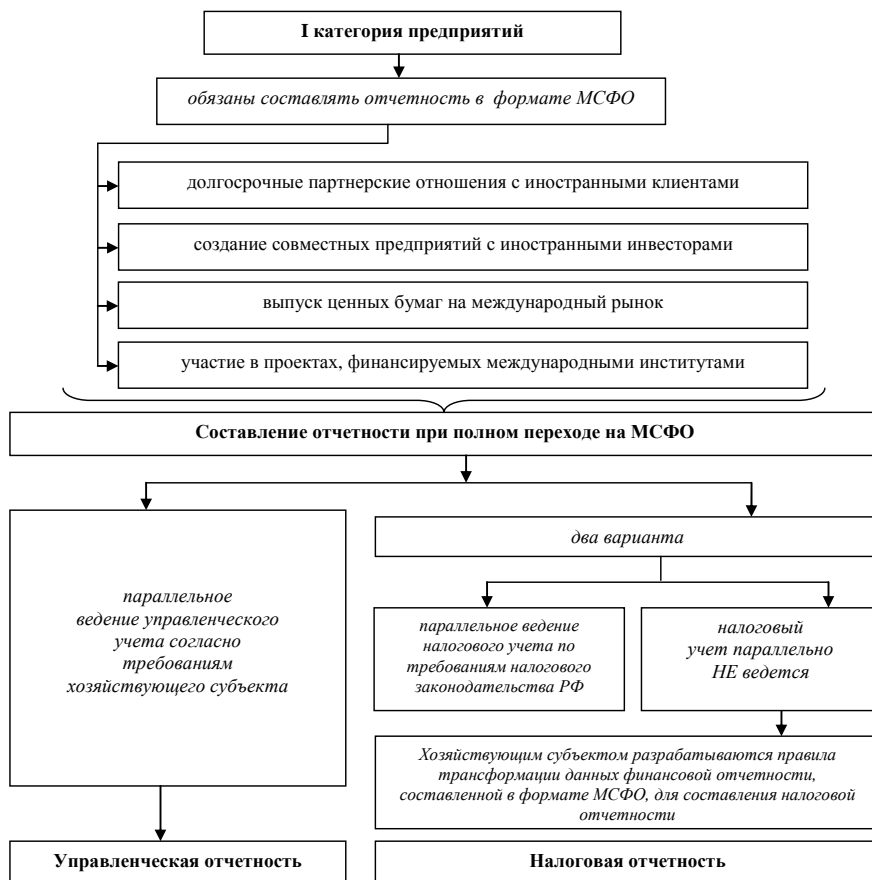 I категория предприятий
обязаны составлять отчетность в формате МСФО
долгосрочные партнерские отношения с иностранными клиентами
создание совместных предприятий с иностранными инвесторами
выпуск ценных бумаг на международный рынок
участие в проектах, финансируемых международными институтами
Составление отчетности при полном переходе на МСФО
параллельное
ведение управленческого
учета согласно
требованиям
хозяйствующего субъекта
два варианта
параллельное ведение
налогового учета по
требованиям налогового
законодательства РФ
налоговый
учет параллельно
НЕ ведется
Хозяйствующим субъектом разрабатываются правила
трансформации данных финансовой отчетности,
составленной в формате МСФО, для составления налоговой
отчетности
Управленческая отчетность
Налоговая отчетность